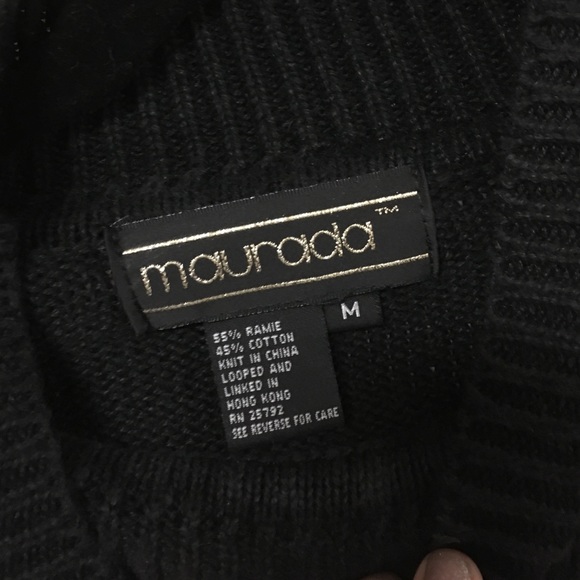 maurada™
M
55% RAMIE
45% COTTON
KNIT IN CHINA
LOOPED AND
LINKED IN
HONG KONG
RN 25792
SEE REVERSE FOR CARE